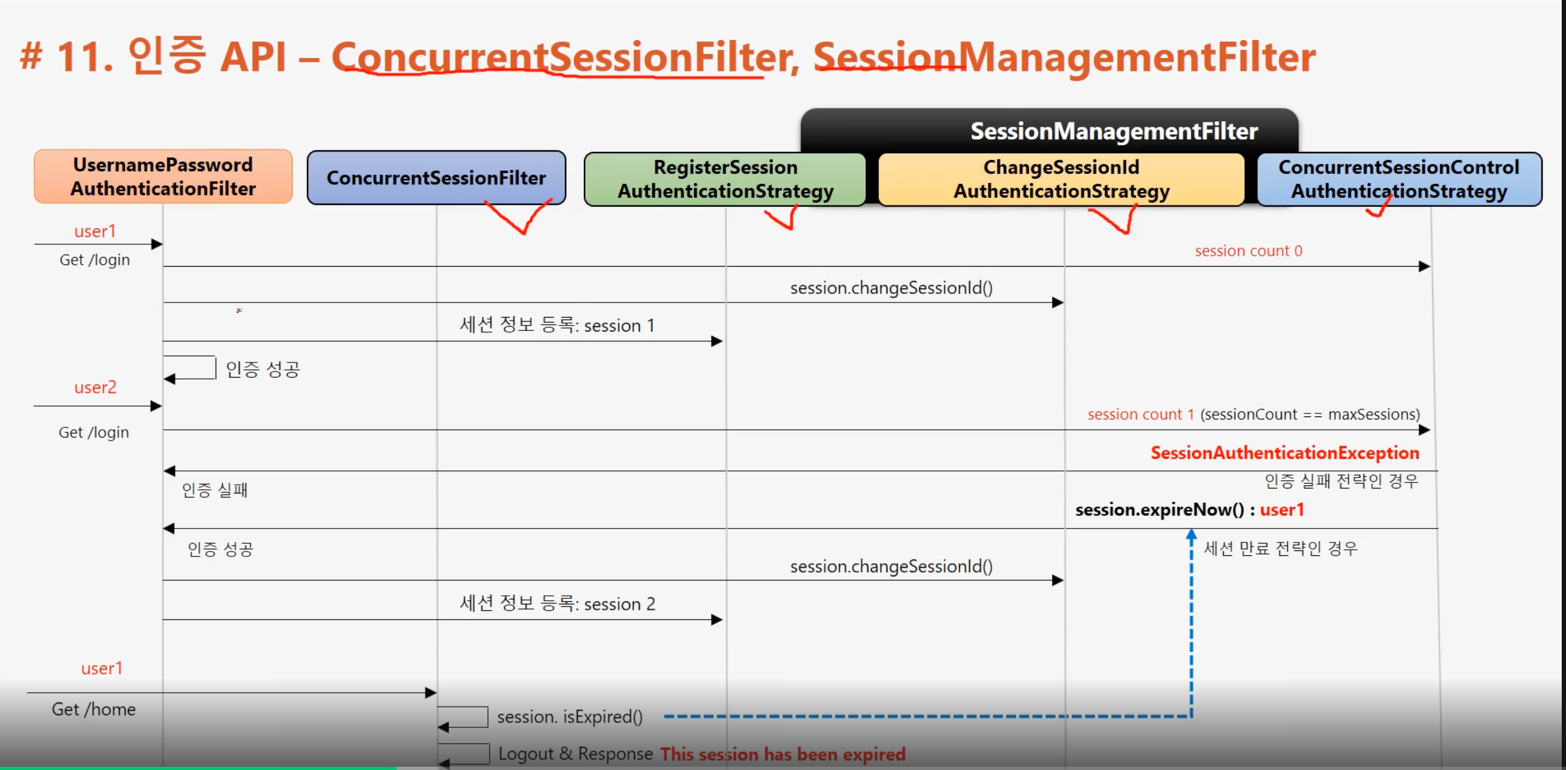 # 11. 인증 API – ConcurrentSessionFilter, SessionManagementFilter
SessionManagementFilter
UsernamePassword
AuthenticationFilter
ConcurrentSessionFilter
RegisterSession
AuthenticationStrategy
ChangeSessionId
AuthenticationStrategy
ConcurrentSessionControl
AuthenticationStrategy
user1
Get /login
session count 0
session.changeSessionId()
세션 정보 등록: session 1
인증 성공
user2
Get /login
session count 1 (sessionCount == maxSessions)
SessionAuthenticationException
인증 실패
인증 실패 전략인 경우
session.expireNow() : user1
인증 성공
세션 만료 전략인 경우
session.changeSessionId()
세션 정보 등록: session 2
user1
Get /home
session. isExpired()
Logout & Response This session has been expired